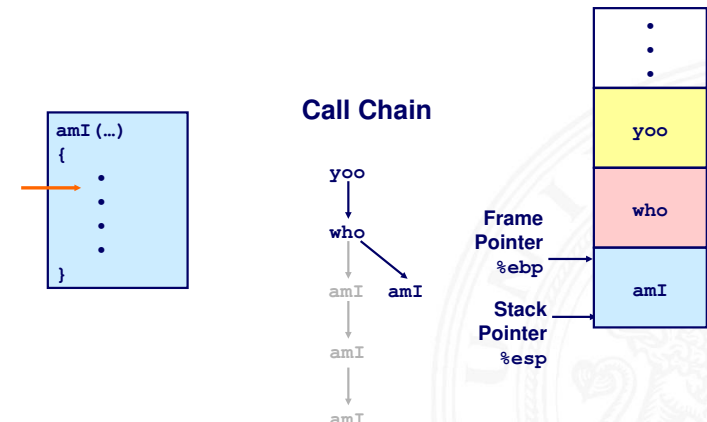 amI(…)
{
•
•
•
•
}
Call Chain
yoo
who
amI
amI
amI
amI
•
•
•
yoo
who
amI
Frame
Pointer
%ebp
Stack
Pointer
%esp